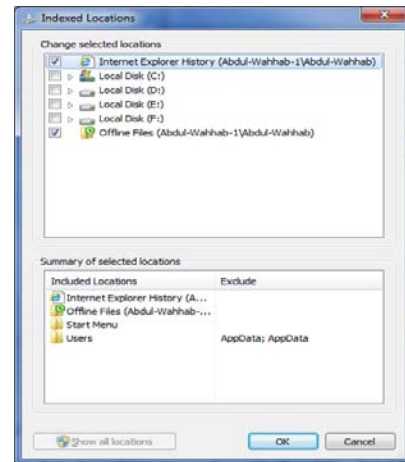 Indexed Locations
Change selected locations
Internet Explorer History (Abdul-Wahhab-1\Abdul-Wahhab)
Local Disk (C:)
Local Disk (D:)
Local Disk (E:)
Local Disk (F:)
Offline Files (Abdul-Wahhab-1\Abdul-Wahhab)
Summary of selected locations
Included Locations Exclude
Internet Explorer History (A...
Offline Files (Abdul-Wahhab-...
Start Menu
Users AppData; AppData
Show all locations OK Cancel